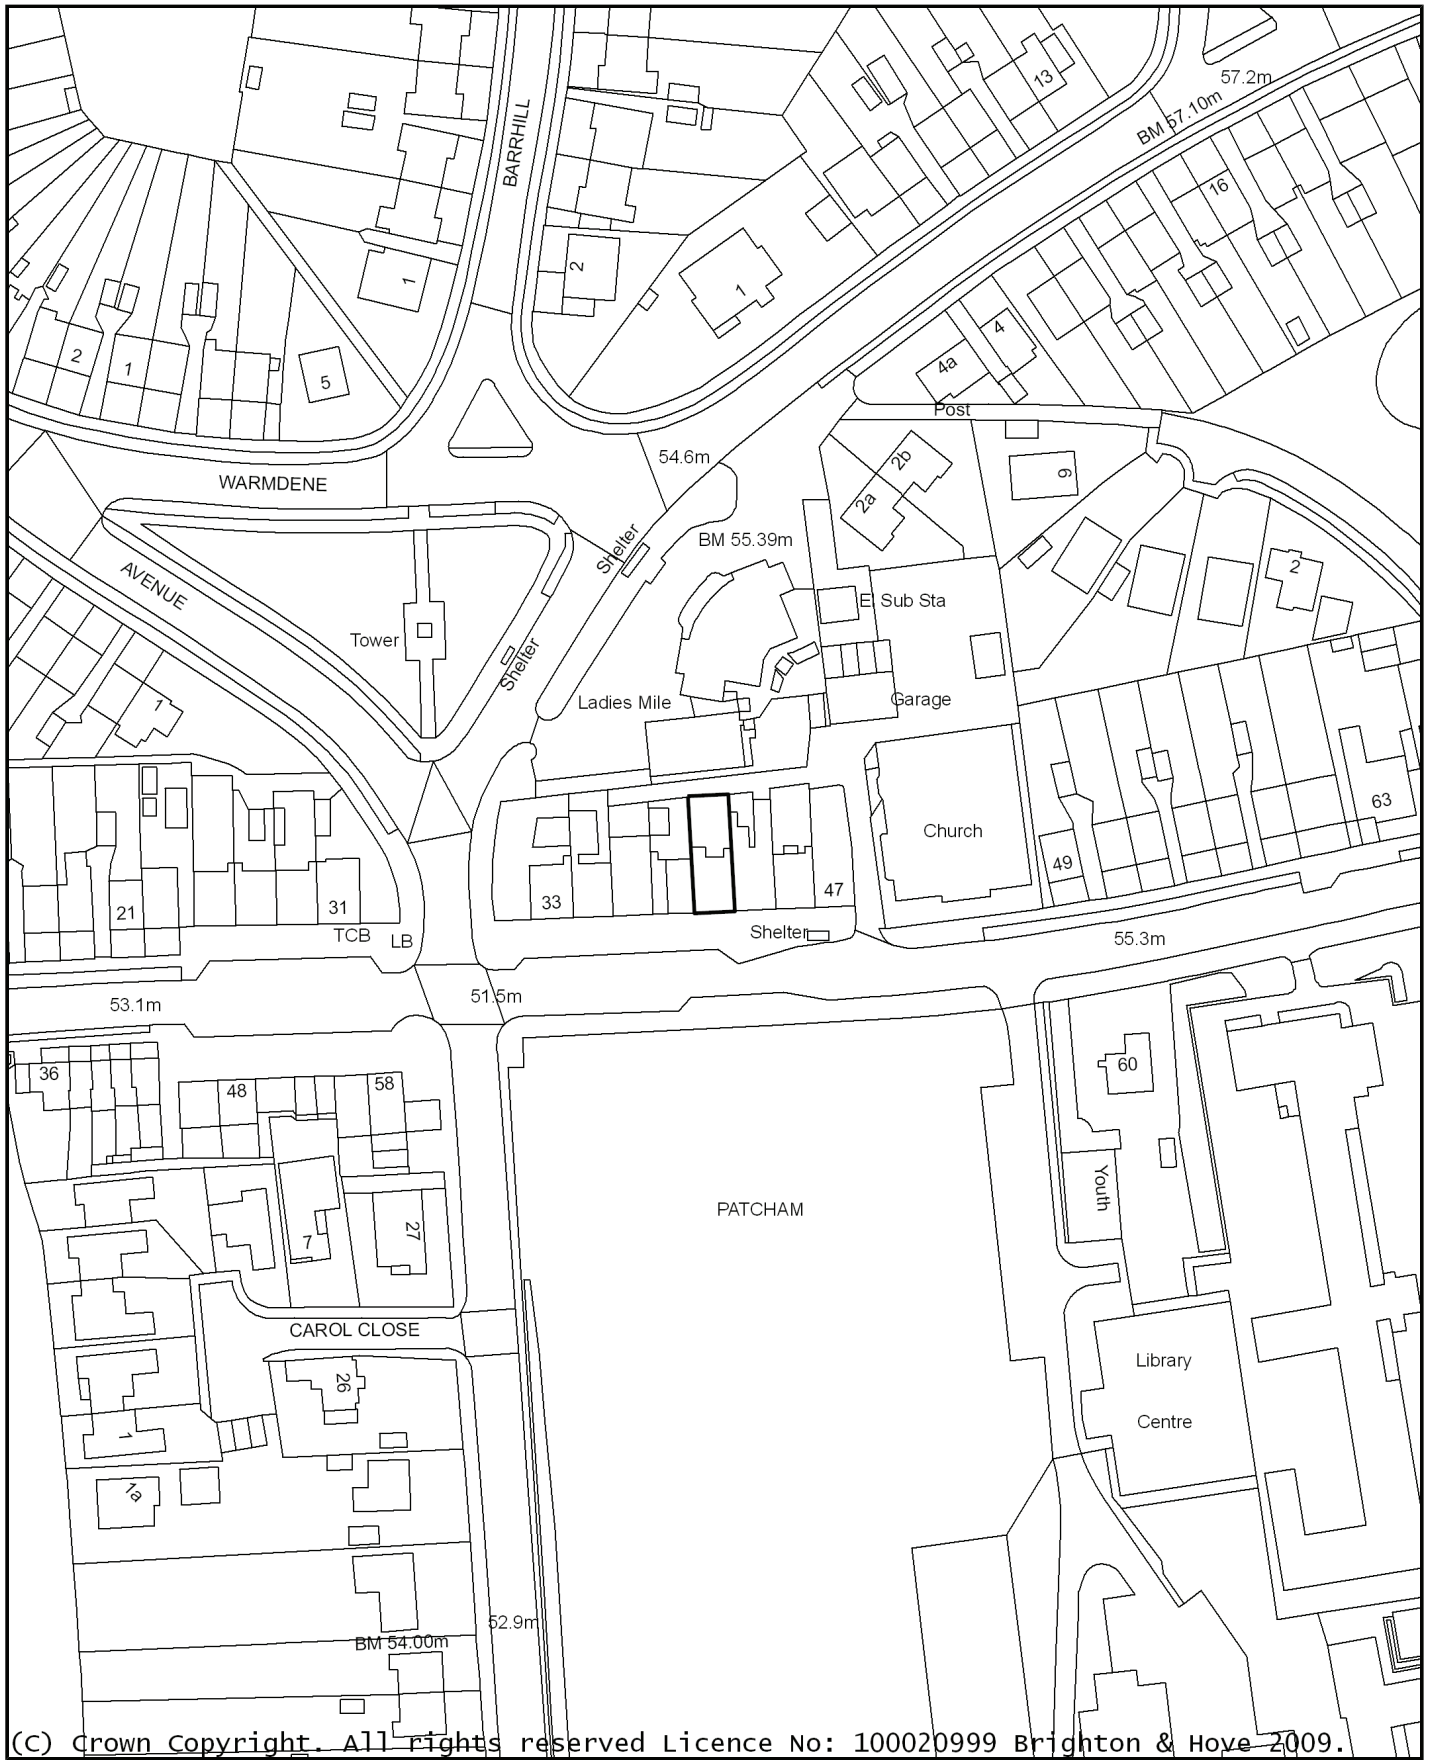 57.2m
13
BM 57.10m
BARRHILL
16
2
1
1
4
4a
2
1
5
Post
54.6m
2b
9
WARMDENE
2a
BM 55.39m
Shelter
AVENUE
2
El Sub Sta
Tower
Shelter
Ladies Mile
Garage
1
63
Church
49
47
33
31
21
Shelter
TCB
LB
55.3m
53.1m
51.5m
36
48
58
60
Youth
PATCHAM
7
27
CAROL CLOSE
Library
26
Centre
1
1a
52.9m
BM 54.00m
(C) Crown Copyright. All rights reserved Licence No: 100020999 Brighton & Hove 2009.